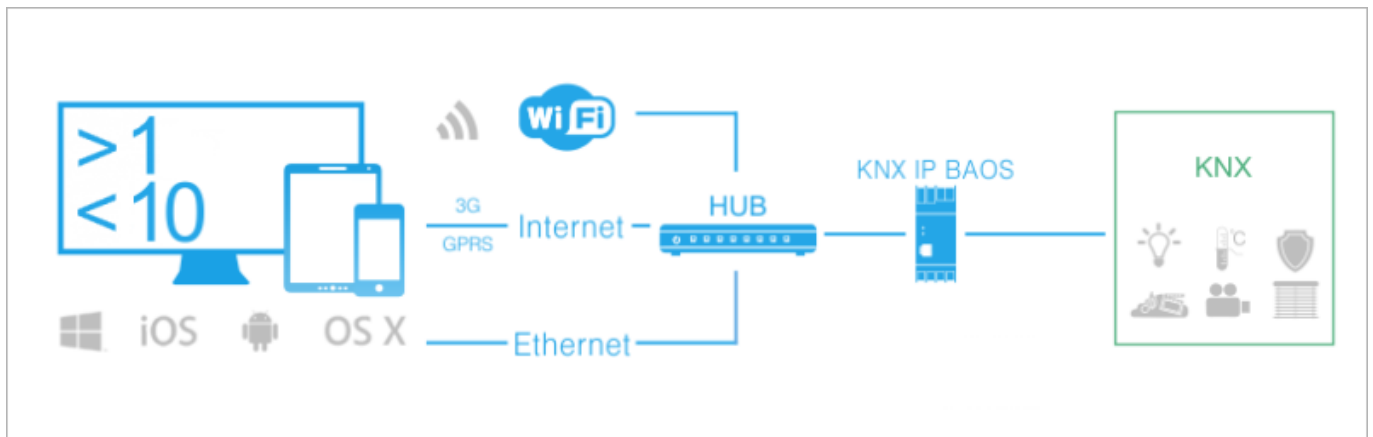 > 1
< 10
iOS
OS X
WiFi
3G
GPRS
Internet
Ethernet
HUB
KNX IP BAOS
KNX
°C